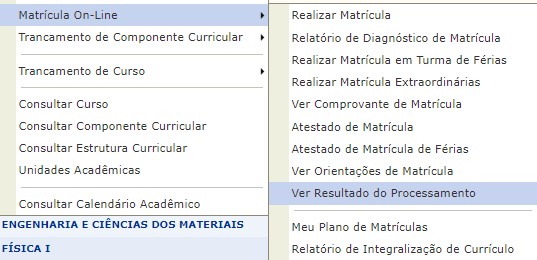 Matrícula On-Line
Trancamento de Componente Curricular
Trancamento de Curso
Consultar Curso
Consultar Componente Curricular
Consultar Estrutura Curricular
Unidades Acadêmicas
Consultar Calendário Acadêmico
ENGENHARIA E CIÊNCIAS DOS MATERIAIS
FÍSICA I
Realizar Matrícula
Relatório de Diagnóstico de Matrícula
Realizar Matrícula em Turma de Férias
Realizar Matrícula Extraordinárias
Ver Comprovante de Matrícula
Atestado de Matrícula
Atestado de Matrícula de Férias
Ver Orientações de Matrícula
Ver Resultado do Processamento
Meu Plano de Matrículas
Relatório de Integralização de Currículo